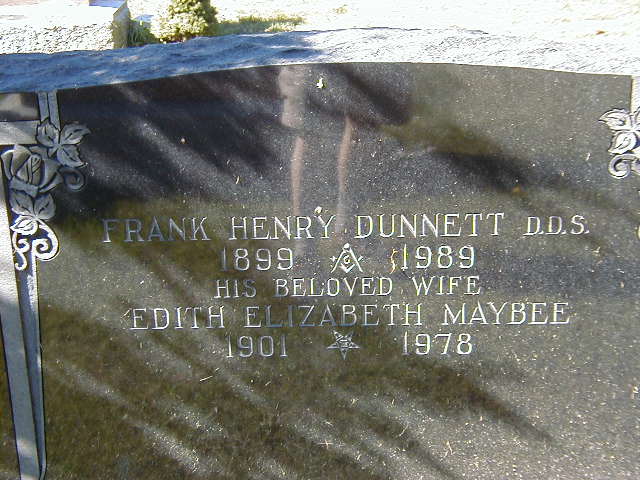 FRANK HENRY DUNNETT D.D.S.
1899 G 1989
HIS BELOVED WIFE
EDITH ELIZABETH MAYBEE
1901 1978